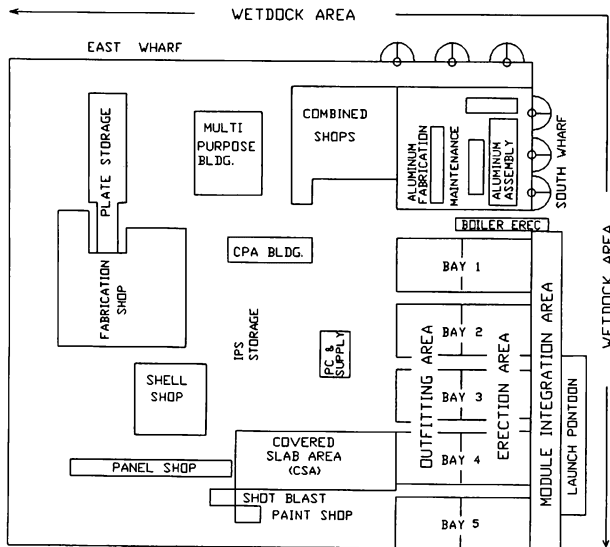 WETDOCK AREA
EAST WHARF
PLATE STORAGE
MULTI
PURPOSE
BLDG.
COMBINED
SHOPS
ALUMINUM
FABRICATION
MAINTENANCE
ALUMINUM
ASSEMBLY
SOUTH WHARF
WETDOCK AREA
BOILER EREC
FABRICATION
SHOP
CPA BLDG.
BAY 1
IPS
STORAGE
PC &
SUPPLY
BAY 2
OUTFITTING AREA
ERECTION AREA
MODULE INTEGRATION AREA
LAUNCH PONTOON
SHELL
SHOP
BAY 3
COVERED
SLAB AREA
(CSA)
BAY 4
PANEL SHOP
SHOT BLAST
PAINT SHOP
BAY 5